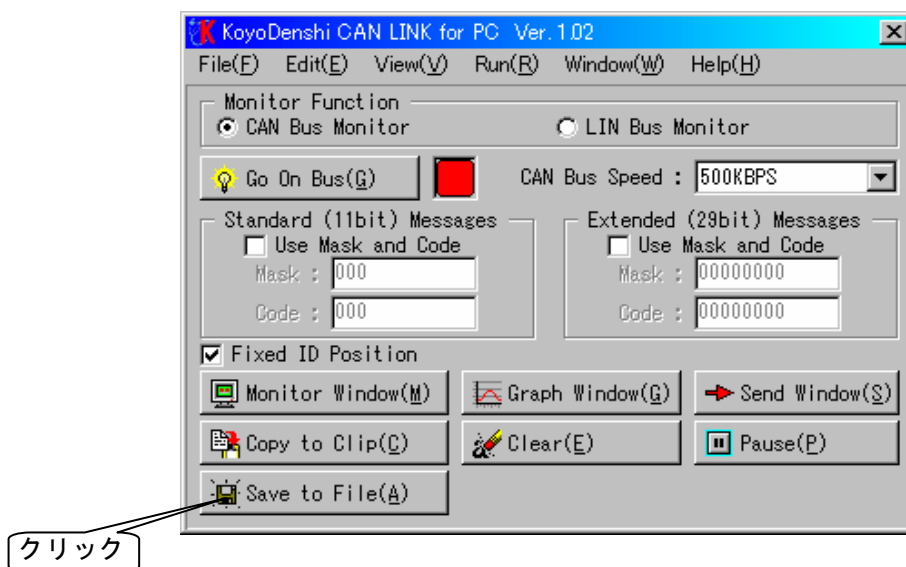 KoyoDenshi CAN LINK for PC Ver.1.02
File(F) Edit(E) View(V) Run(R) Window(W) Help(H)
Monitor Function
CAN Bus Monitor LIN Bus Monitor
Go On Bus(G) CAN Bus Speed : 500KBPS
Standard (11bit) Messages Extended (29bit) Messages
Use Mask and Code Use Mask and Code
Mask : 000 Mask : 00000000
Code : 000 Code : 00000000
Fixed ID Position
Monitor Window(M) Graph Window(G) Send Window(S)
Copy to Clip(C) Clear(E) Pause(P)
Save to File(A)
クリック